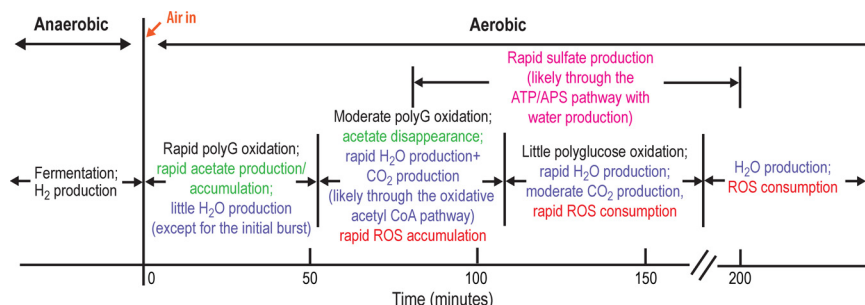 Air in
Anaerobic
Aerobic
Rapid sulfate production
(likely through the
ATP/APS pathway with
water production)
Fermentation;
H₂ production
Rapid polyG oxidation;
rapid acetate production/
accumulation;
little H₂O production
(except for the initial burst)
Moderate polyG oxidation;
acetate disappearance;
rapid H₂O production+
CO₂ production
(likely through the oxidative
acetyl CoA pathway)
rapid ROS accumulation
Little polyglucose oxidation;
rapid H₂O production;
moderate CO₂ production,
rapid ROS consumption
H₂O production;
ROS consumption
0 50 100 150 200
Time (minutes)